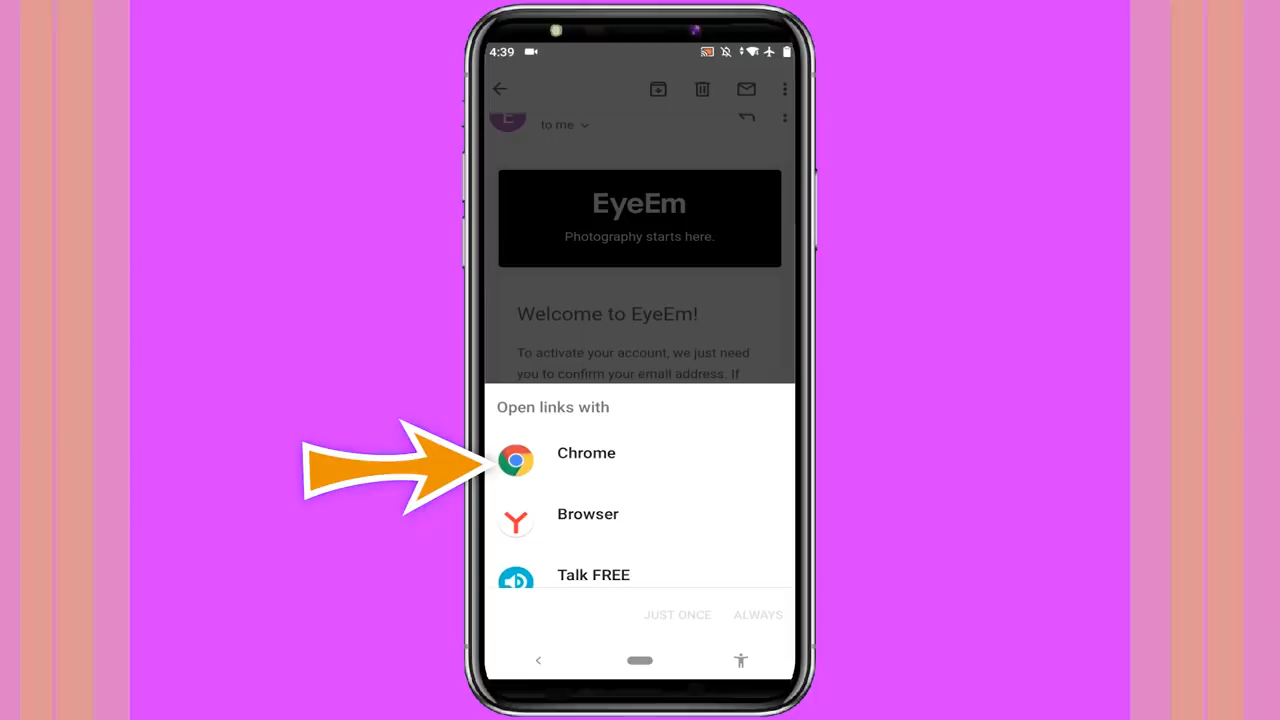 4:39
E
to me
EyeEm
Photography starts here.
Welcome to EyeEm!
To activate your account, we just need
you to confirm your email address. If
Open links with
Chrome
Browser
Talk FREE
JUST ONCE ALWAYS